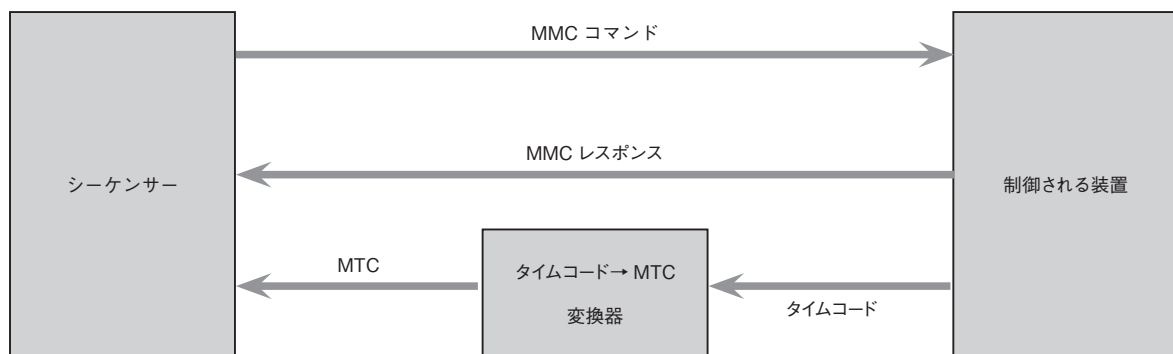 MMC コマンド
MMC レスポンス
シーケンサー
制御される装置
MTC
タイムコード→ MTC
変換器
タイムコード